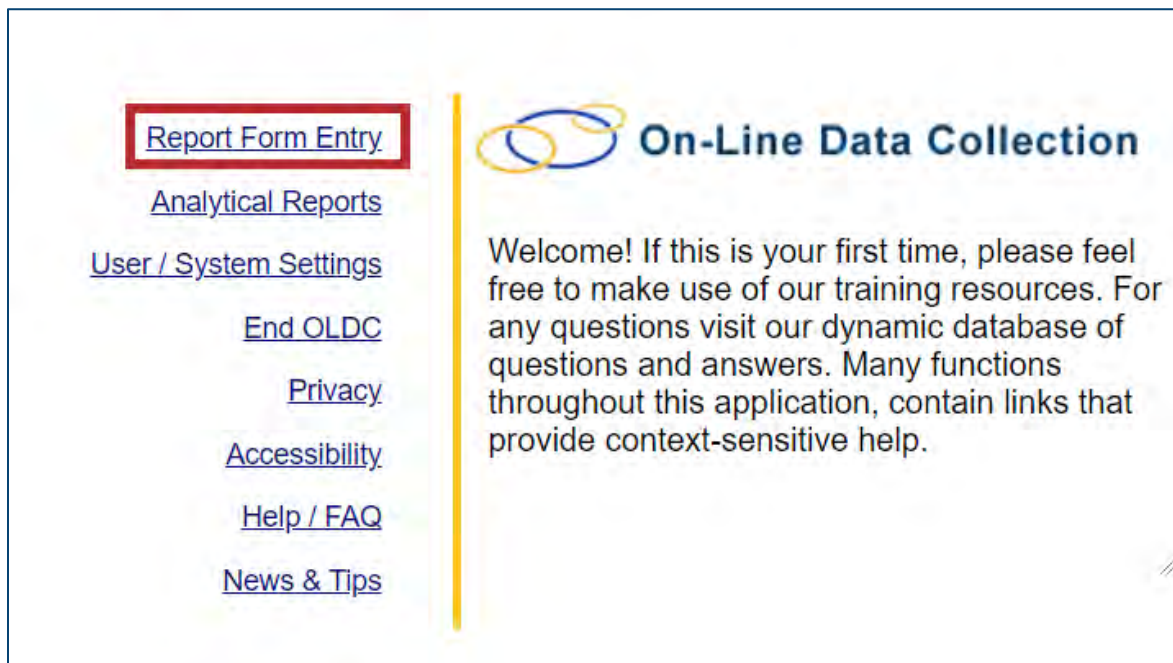 Report Form Entry
Analytical Reports
User / System Settings
End OLDC
Privacy
Accessibility
Help / FAQ
News & Tips
On-Line Data Collection
Welcome! If this is your first time, please feel
free to make use of our training resources. For
any questions visit our dynamic database of
questions and answers. Many functions
throughout this application, contain links that
provide context-sensitive help.